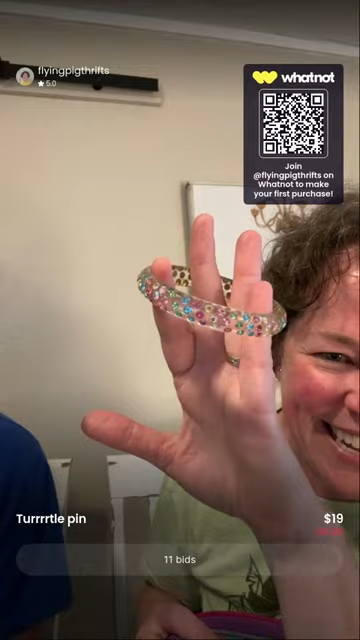 flyingpigthrifts
★ 5.0
whatnot
Join
@flyingpigthrifts on
Whatnot to make
your first purchase!
Turrrrtle pin
$19
11 bids